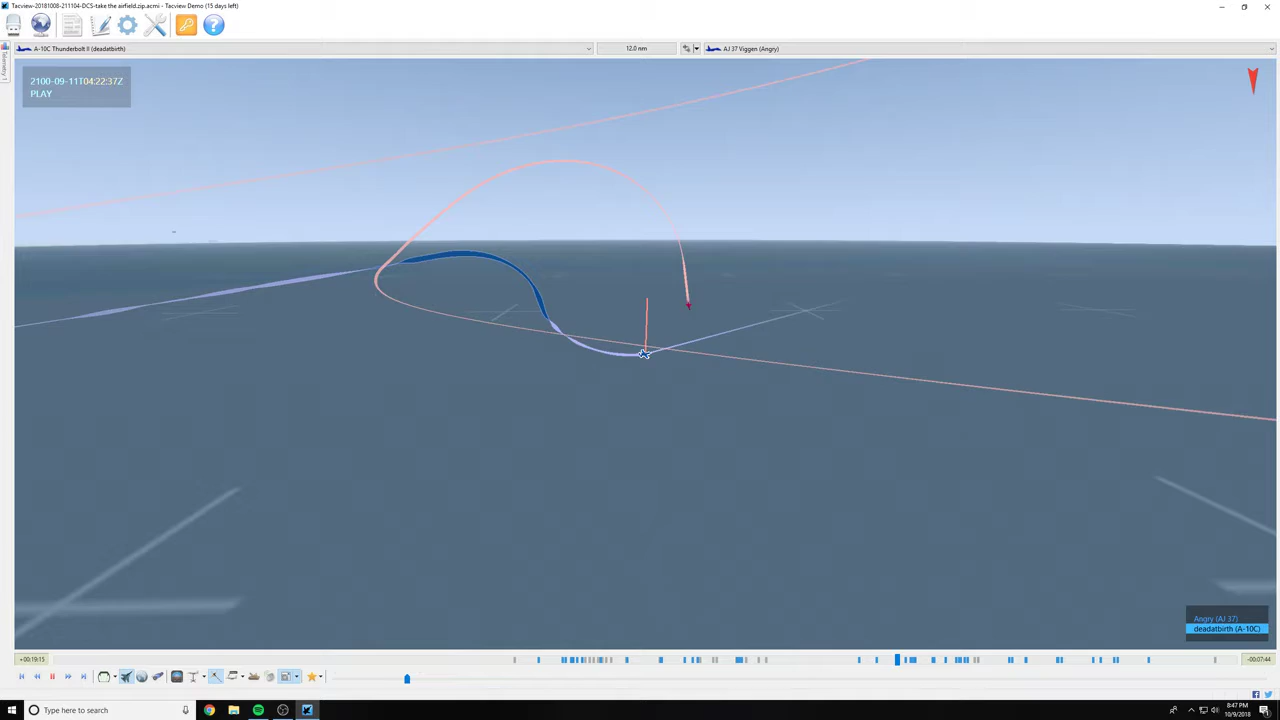 Tacview-20181008-211104-DCS-take the airfield.zip.acmi - Tacview Demo (15 days left)
A-10C Thunderbolt II (deadatbirth)
12.0 nm
AJ 37 Viggen (Angry)
Telemetry 1
2100-09-11T04:22:37Z
PLAY
Angry (AJ 37)
deadatbirth (A-10C)
+00:19:15
-00:07:44
Type here to search
8:47 PM
10/9/2018